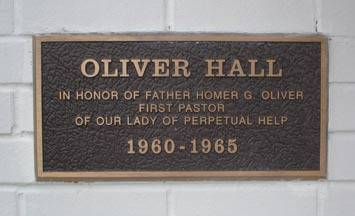 OLIVER HALL
IN HONOR OF FATHER HOMER G. OLIVER
FIRST PASTOR
OF OUR LADY OF PERPETUAL HELP
1960-1965